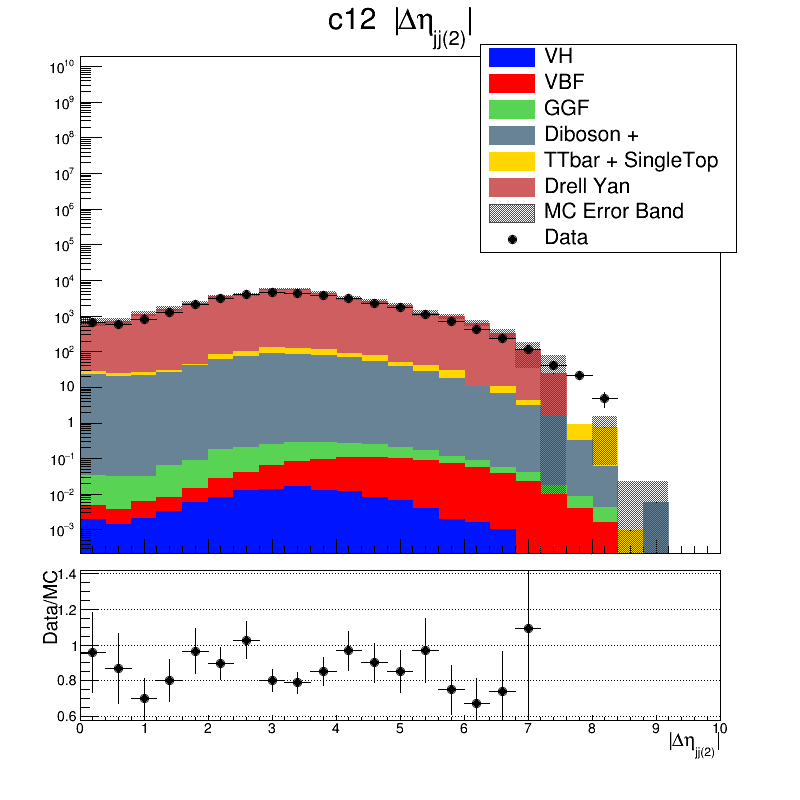 c12 |Δη_jj(2)|
VH
VBF
GGF
Diboson +
TTbar + SingleTop
Drell Yan
MC Error Band
Data
10^10
10^9
10^8
10^7
10^6
10^5
10^4
10^3
10^2
10
1
10^−1
10^−2
10^−3
Data/MC
1.4
1.2
1
0.8
0.6
0 1 2 3 4 5 6 7 8 9 10
|Δη_jj(2)|